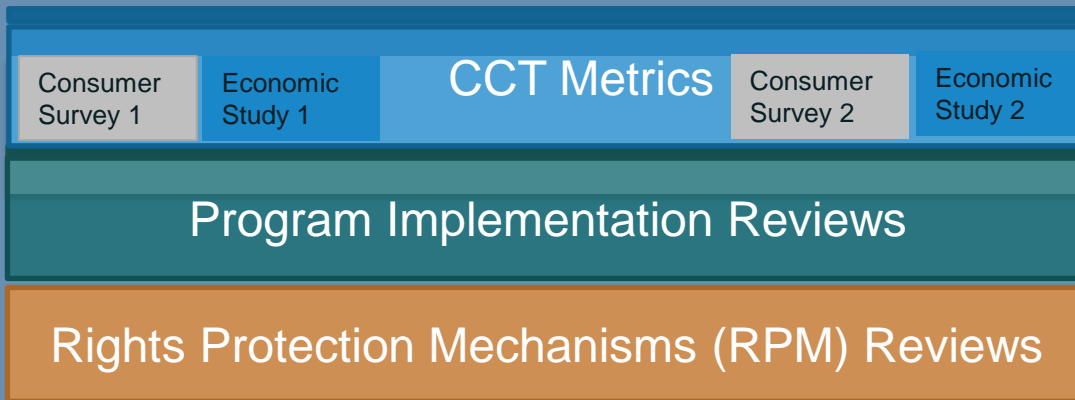 Consumer
Survey 1
Economic
Study 1
CCT Metrics
Consumer
Survey 2
Economic
Study 2
Program Implementation Reviews
Rights Protection Mechanisms (RPM) Reviews